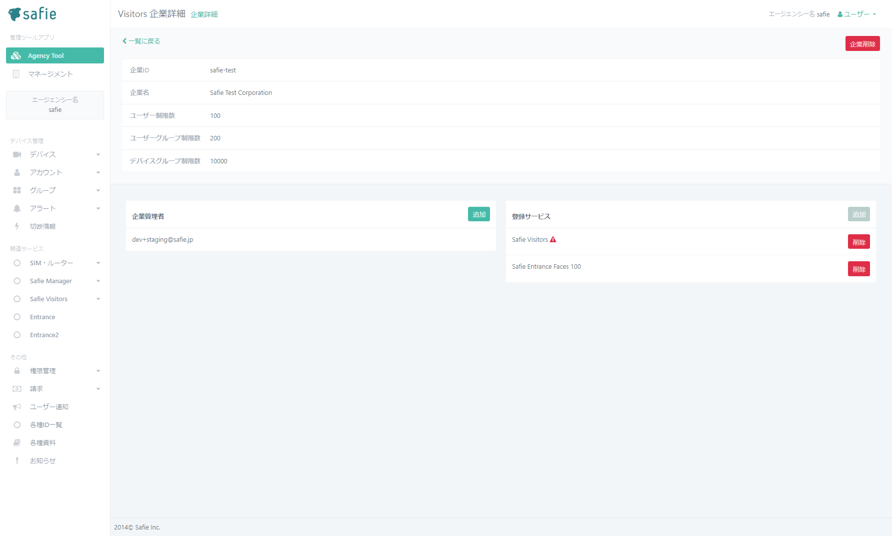 safie
管理ツールアプリ
Agency Tool
マネージメント
エージェンシー名
safie
デバイス管理
デバイス
アカウント
グループ
アラート
切断情報
関連サービス
SIM・ルーター
Safie Manager
Safie Visitors
Entrance
Entrance2
その他
権限管理
請求
ユーザー通知
各種ID一覧
各種資料
お知らせ
Visitors 企業詳細 企業詳細
エージェンシー名 safie ユーザー
一覧に戻る
企業削除
企業ID safie-test
企業名 Safie Test Corporation
ユーザー制限数 100
ユーザーグループ制限数 200
デバイスグループ制限数 10000
企業管理者 追加
dev+staging@safie.jp
登録サービス 追加
Safie Visitors 削除
Safie Entrance Faces 100 削除
2014© Safie Inc.